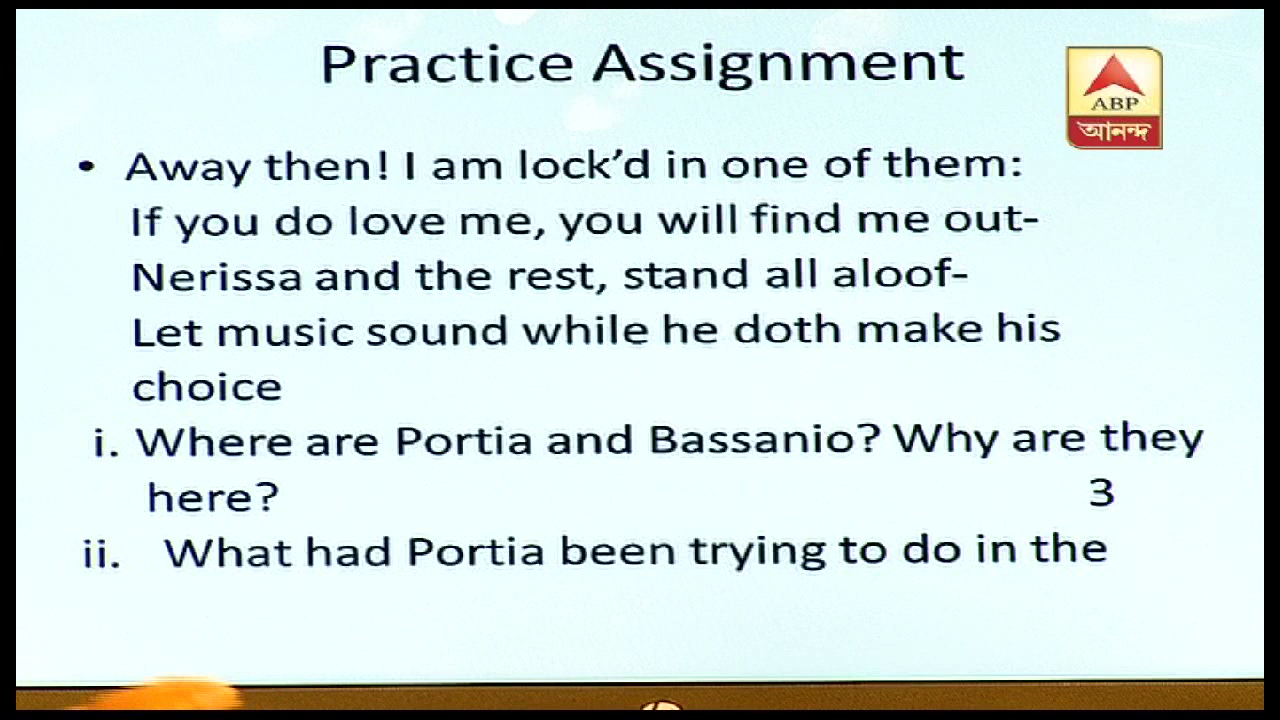 Practice Assignment
ABP
আনন্দ
• Away then! I am lock’d in one of them:
If you do love me, you will find me out-
Nerissa and the rest, stand all aloof-
Let music sound while he doth make his
choice
i. Where are Portia and Bassanio? Why are they
here? 3
ii. What had Portia been trying to do in the